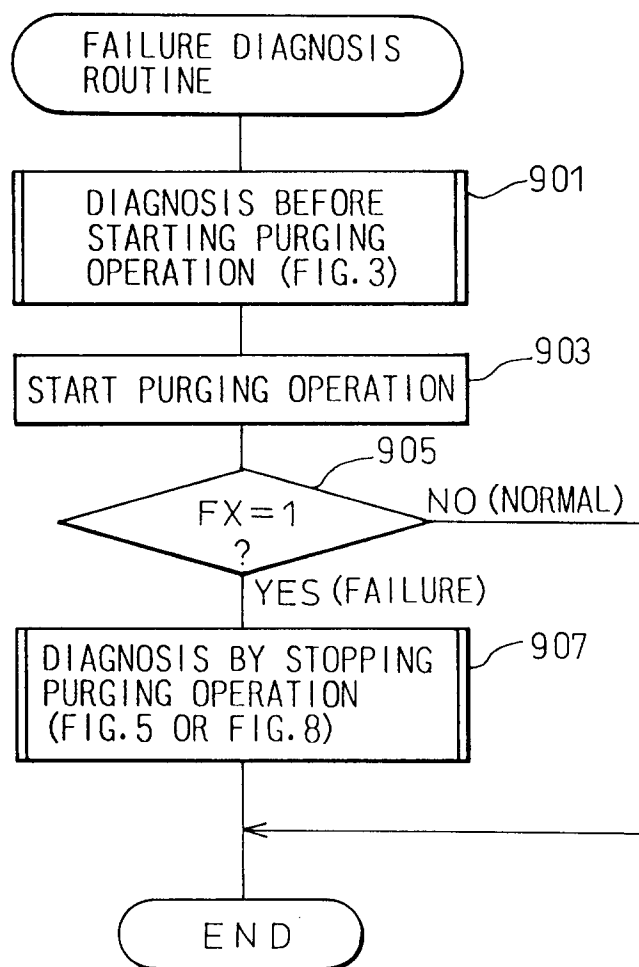 FAILURE DIAGNOSIS
ROUTINE
901
DIAGNOSIS BEFORE
STARTING PURGING
OPERATION (FIG.3)
903
START PURGING OPERATION
905
FX=1
?
NO (NORMAL)
YES (FAILURE)
907
DIAGNOSIS BY STOPPING
PURGING OPERATION
(FIG.5 OR FIG.8)
END